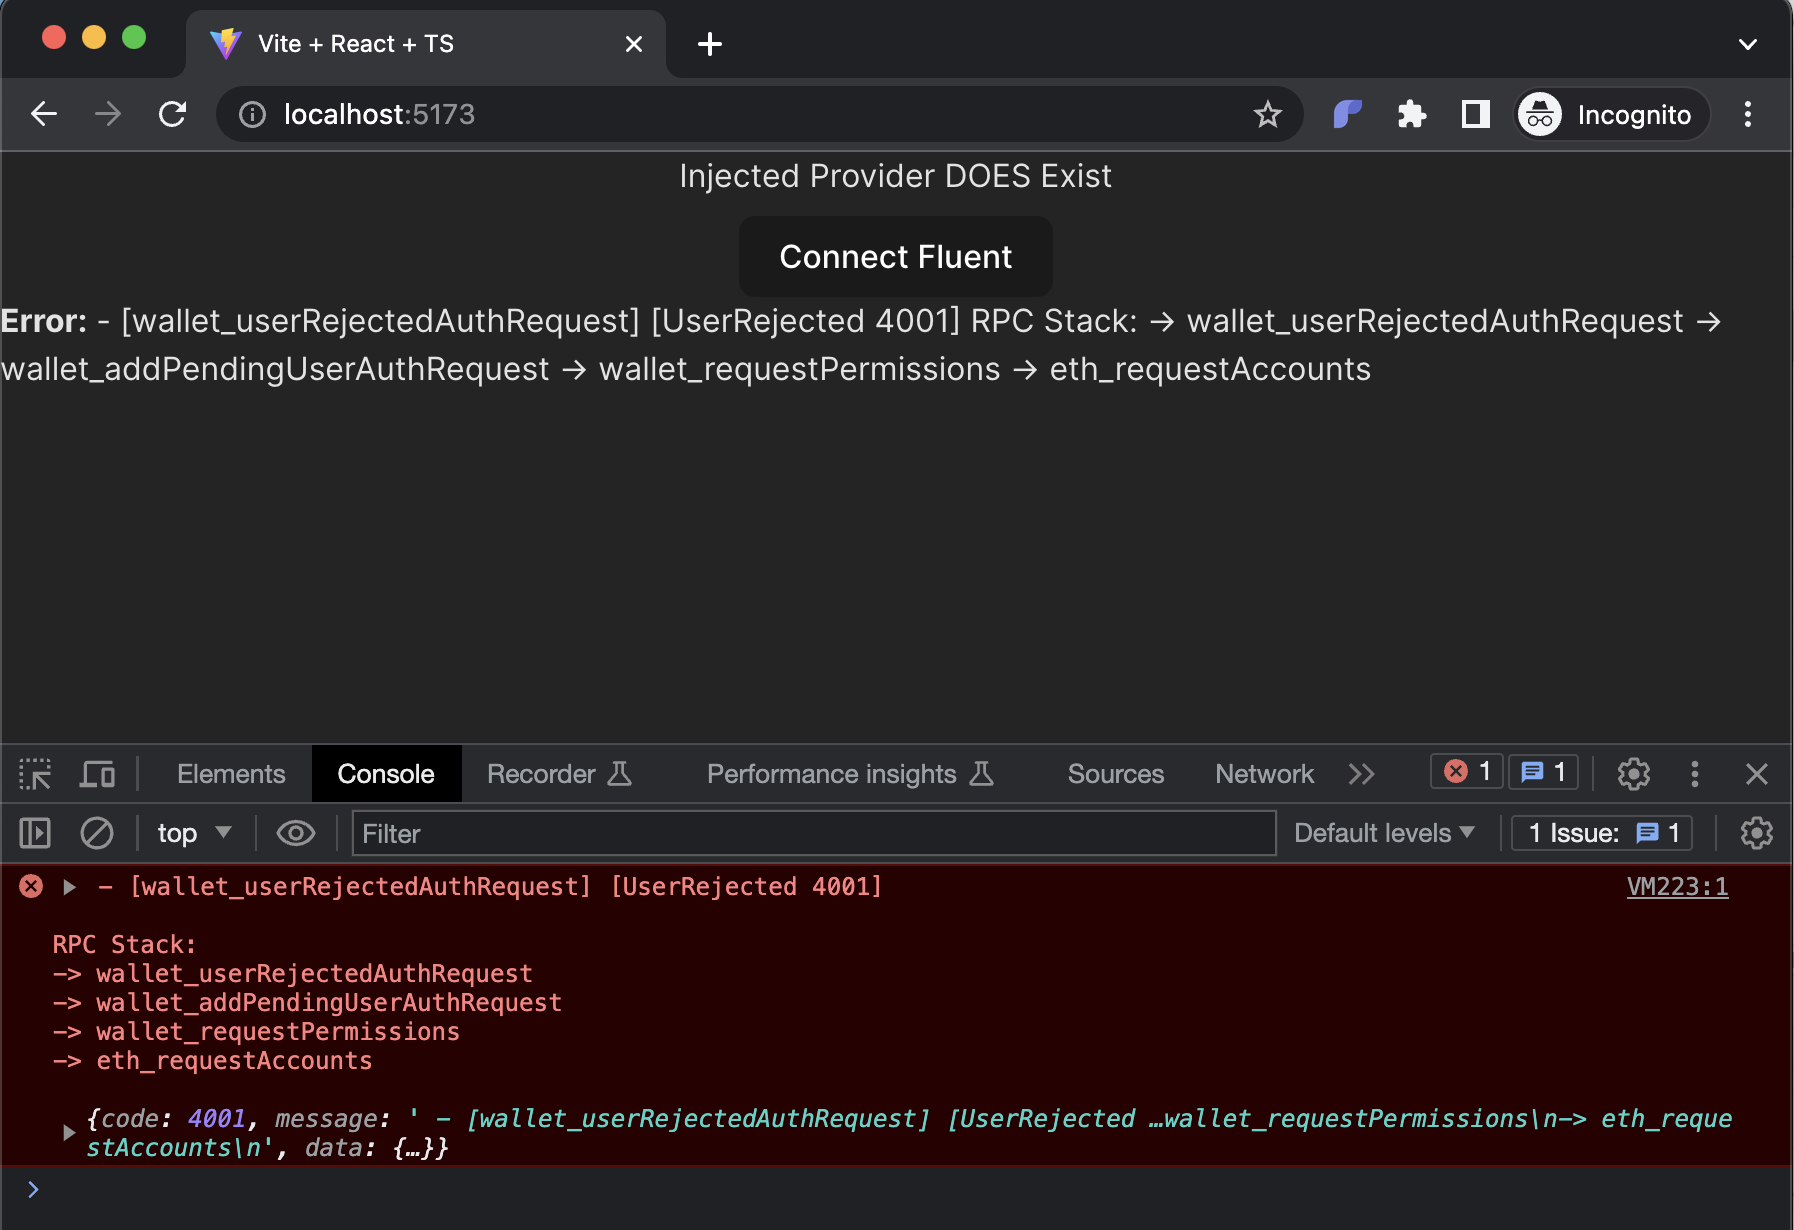 Vite + React + TS
localhost:5173
Incognito
Injected Provider DOES Exist
Connect Fluent
Error: - [wallet_userRejectedAuthRequest] [UserRejected 4001] RPC Stack: -> wallet_userRejectedAuthRequest ->
wallet_addPendingUserAuthRequest -> wallet_requestPermissions -> eth_requestAccounts
Elements Console Recorder Performance insights Sources Network 1 1
top Filter Default levels 1 Issue: 1
- [wallet_userRejectedAuthRequest] [UserRejected 4001] VM223:1
RPC Stack:
-> wallet_userRejectedAuthRequest
-> wallet_addPendingUserAuthRequest
-> wallet_requestPermissions
-> eth_requestAccounts
{code: 4001, message: ' - [wallet_userRejectedAuthRequest] [UserRejected …wallet_requestPermissions\n-> eth_reque
stAccounts\n', data: {…}}